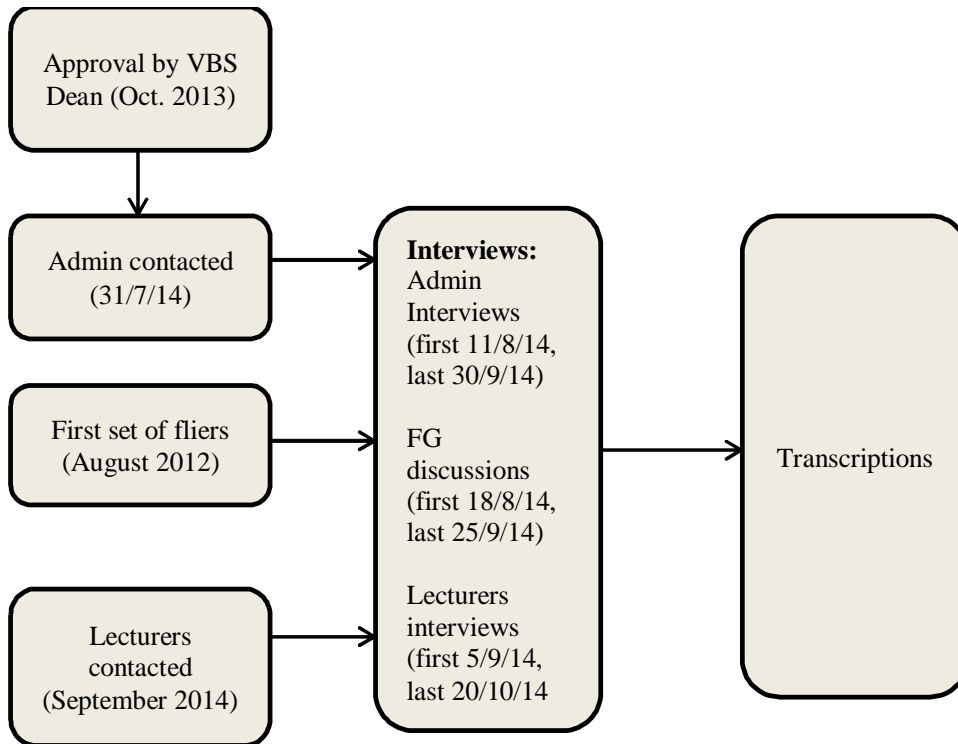 Approval by VBS
Dean (Oct. 2013)
Admin contacted
(31/7/14)
First set of fliers
(August 2012)
Lecturers
contacted
(September 2014)
Interviews:
Admin
Interviews
(first 11/8/14,
last 30/9/14)
FG
discussions
(first 18/8/14,
last 25/9/14)
Lecturers
interviews
(first 5/9/14,
last 20/10/14
Transcriptions